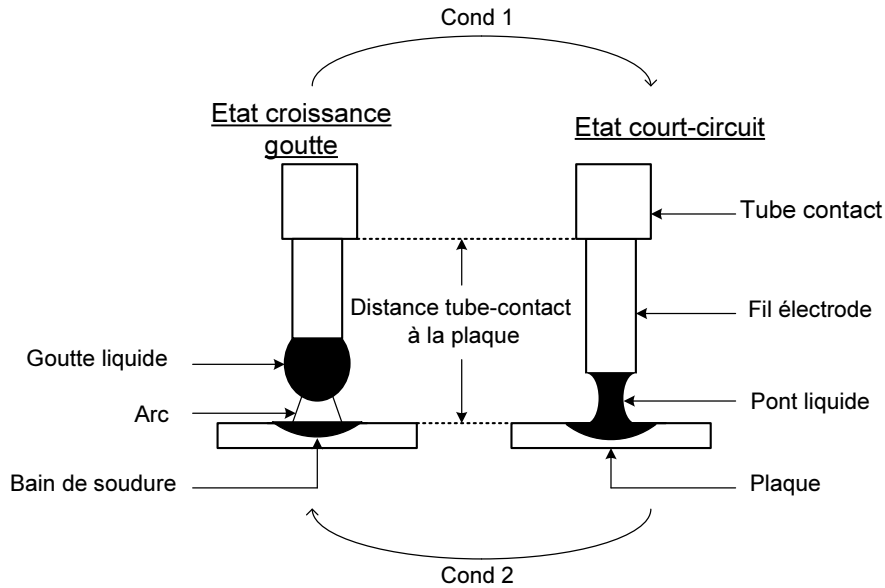 Cond 1
Etat croissance
goutte
Etat court-circuit
Tube contact
Distance tube-contact
à la plaque
Fil électrode
Goutte liquide
Arc
Pont liquide
Bain de soudure
Plaque
Cond 2